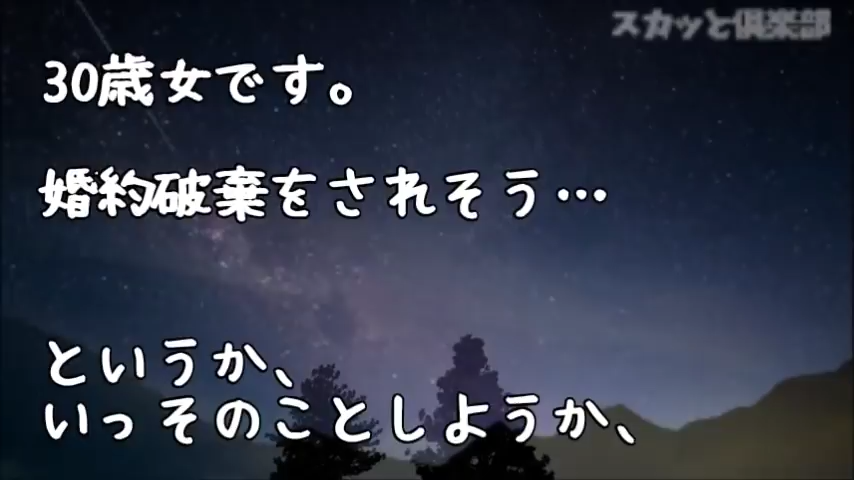 スカッと倶楽部
30歳女です。
婚約破棄をされそう…
というか、
いっそのことしようか、